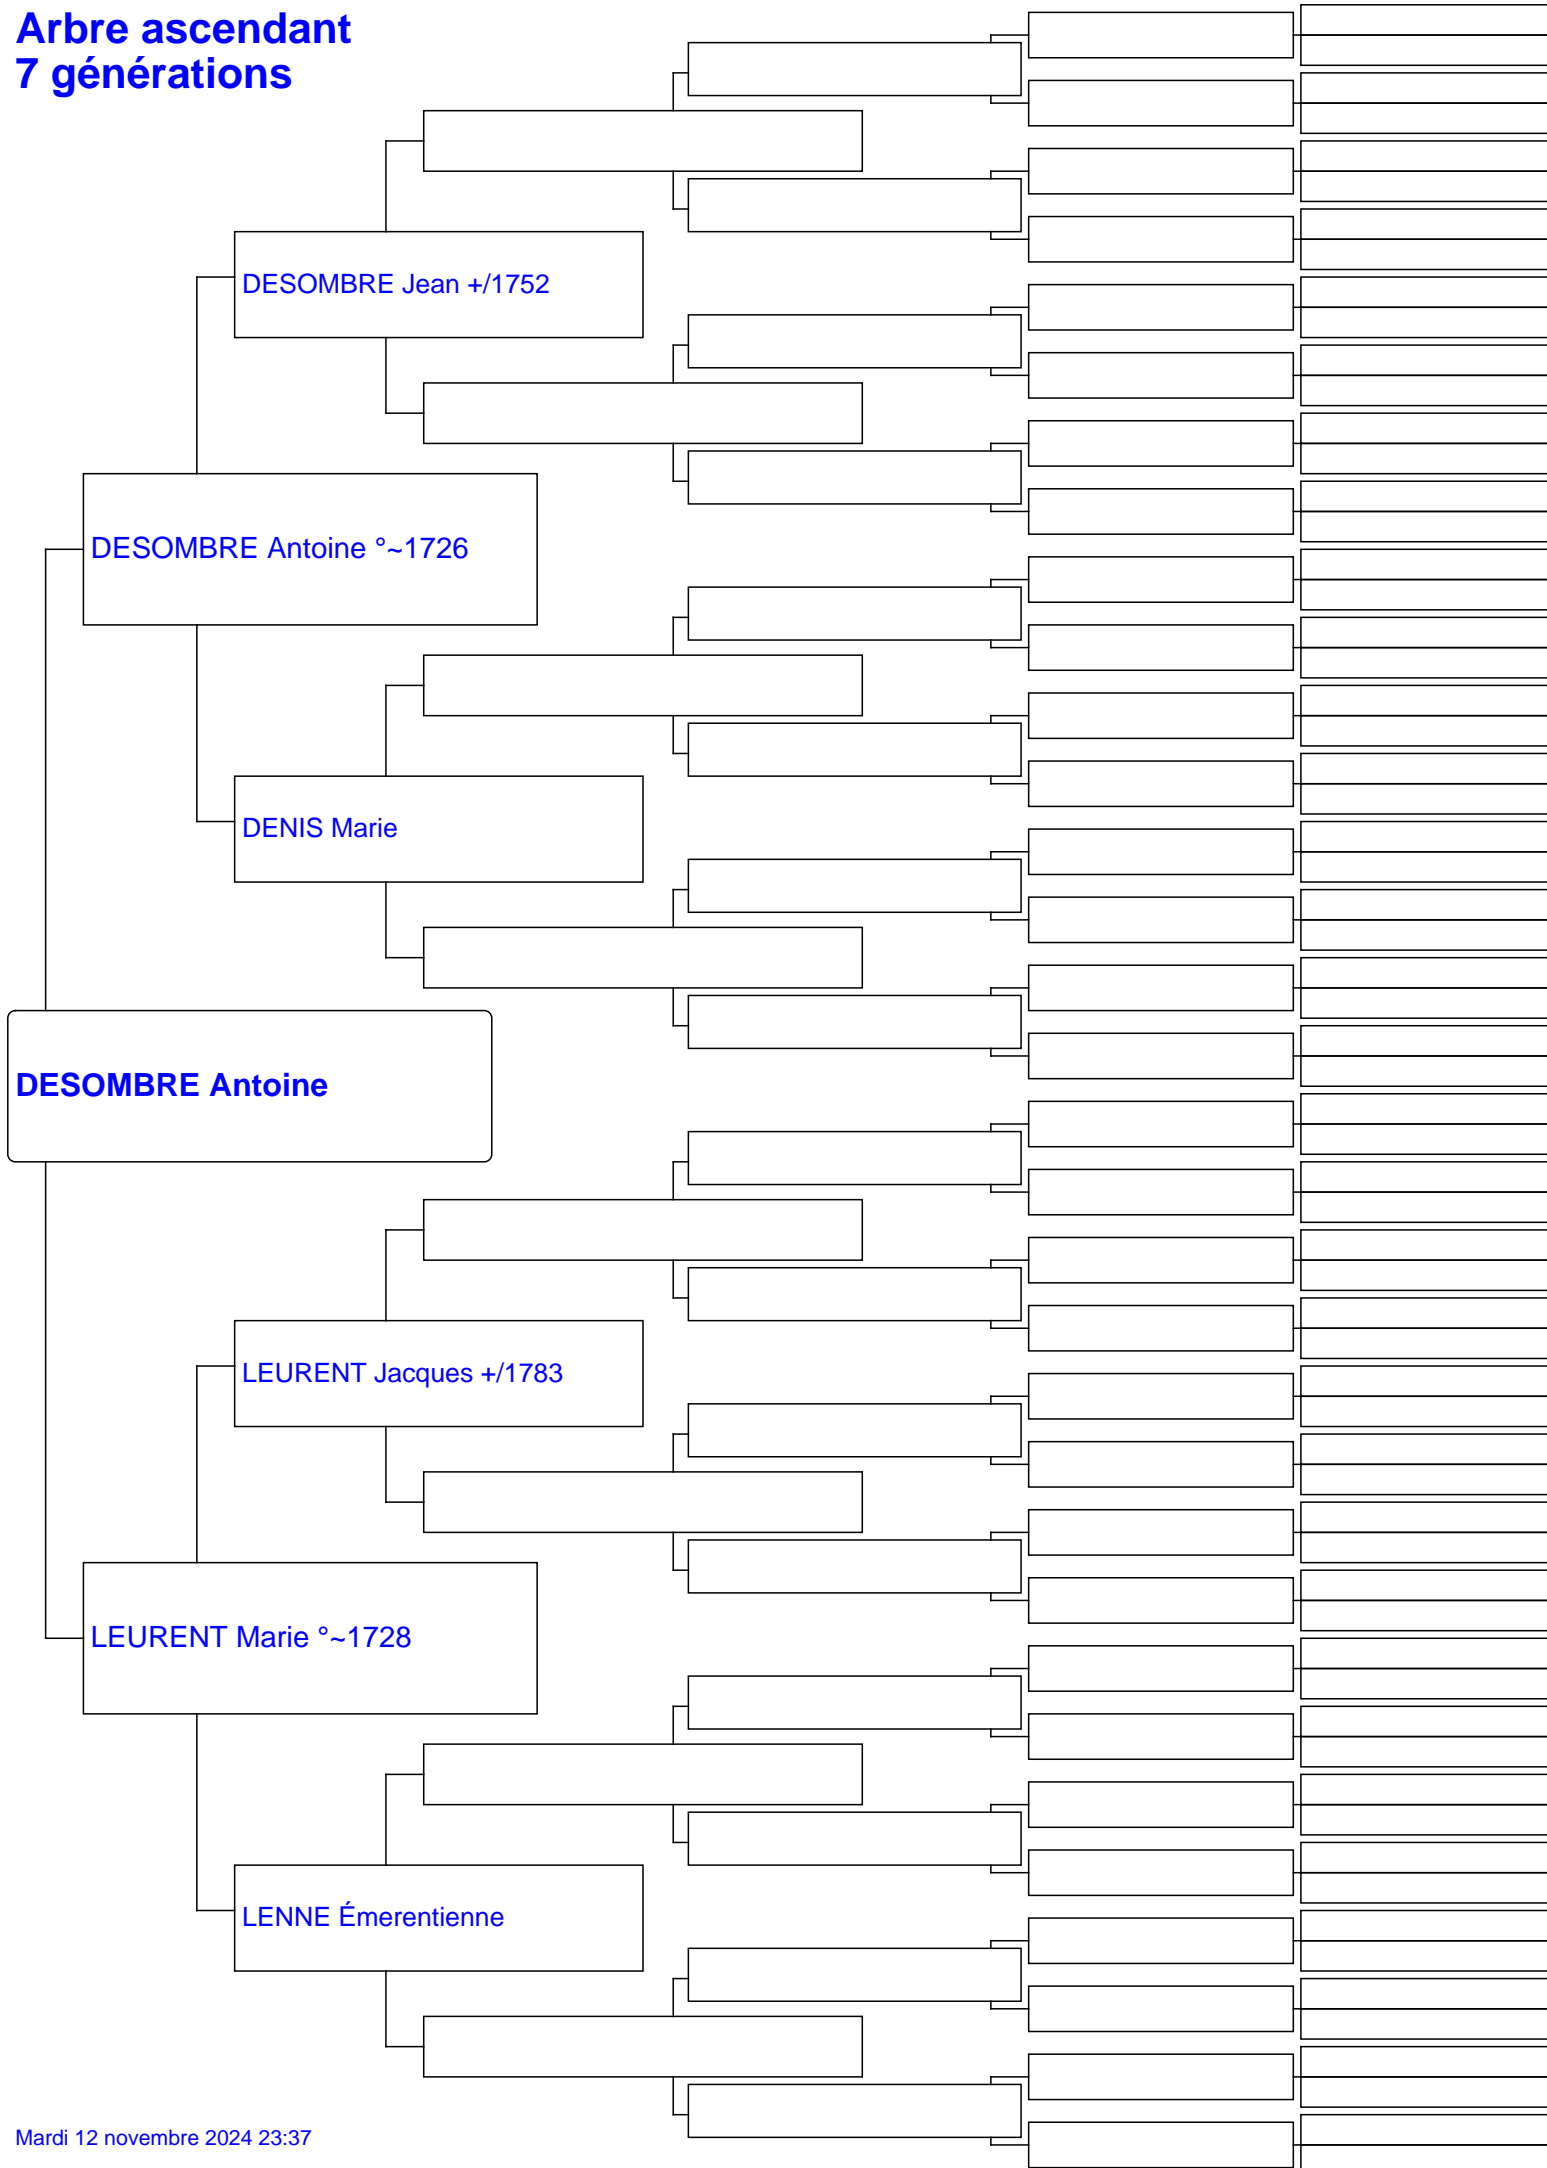 Arbre ascendant
7 générations
DESOMBRE Jean +/1752
DESOMBRE Antoine °~1726
DENIS Marie
DESOMBRE Antoine
LEURENT Jacques +/1783
LEURENT Marie °~1728
LENNE Émerentienne
Mardi 12 novembre 2024 23:37